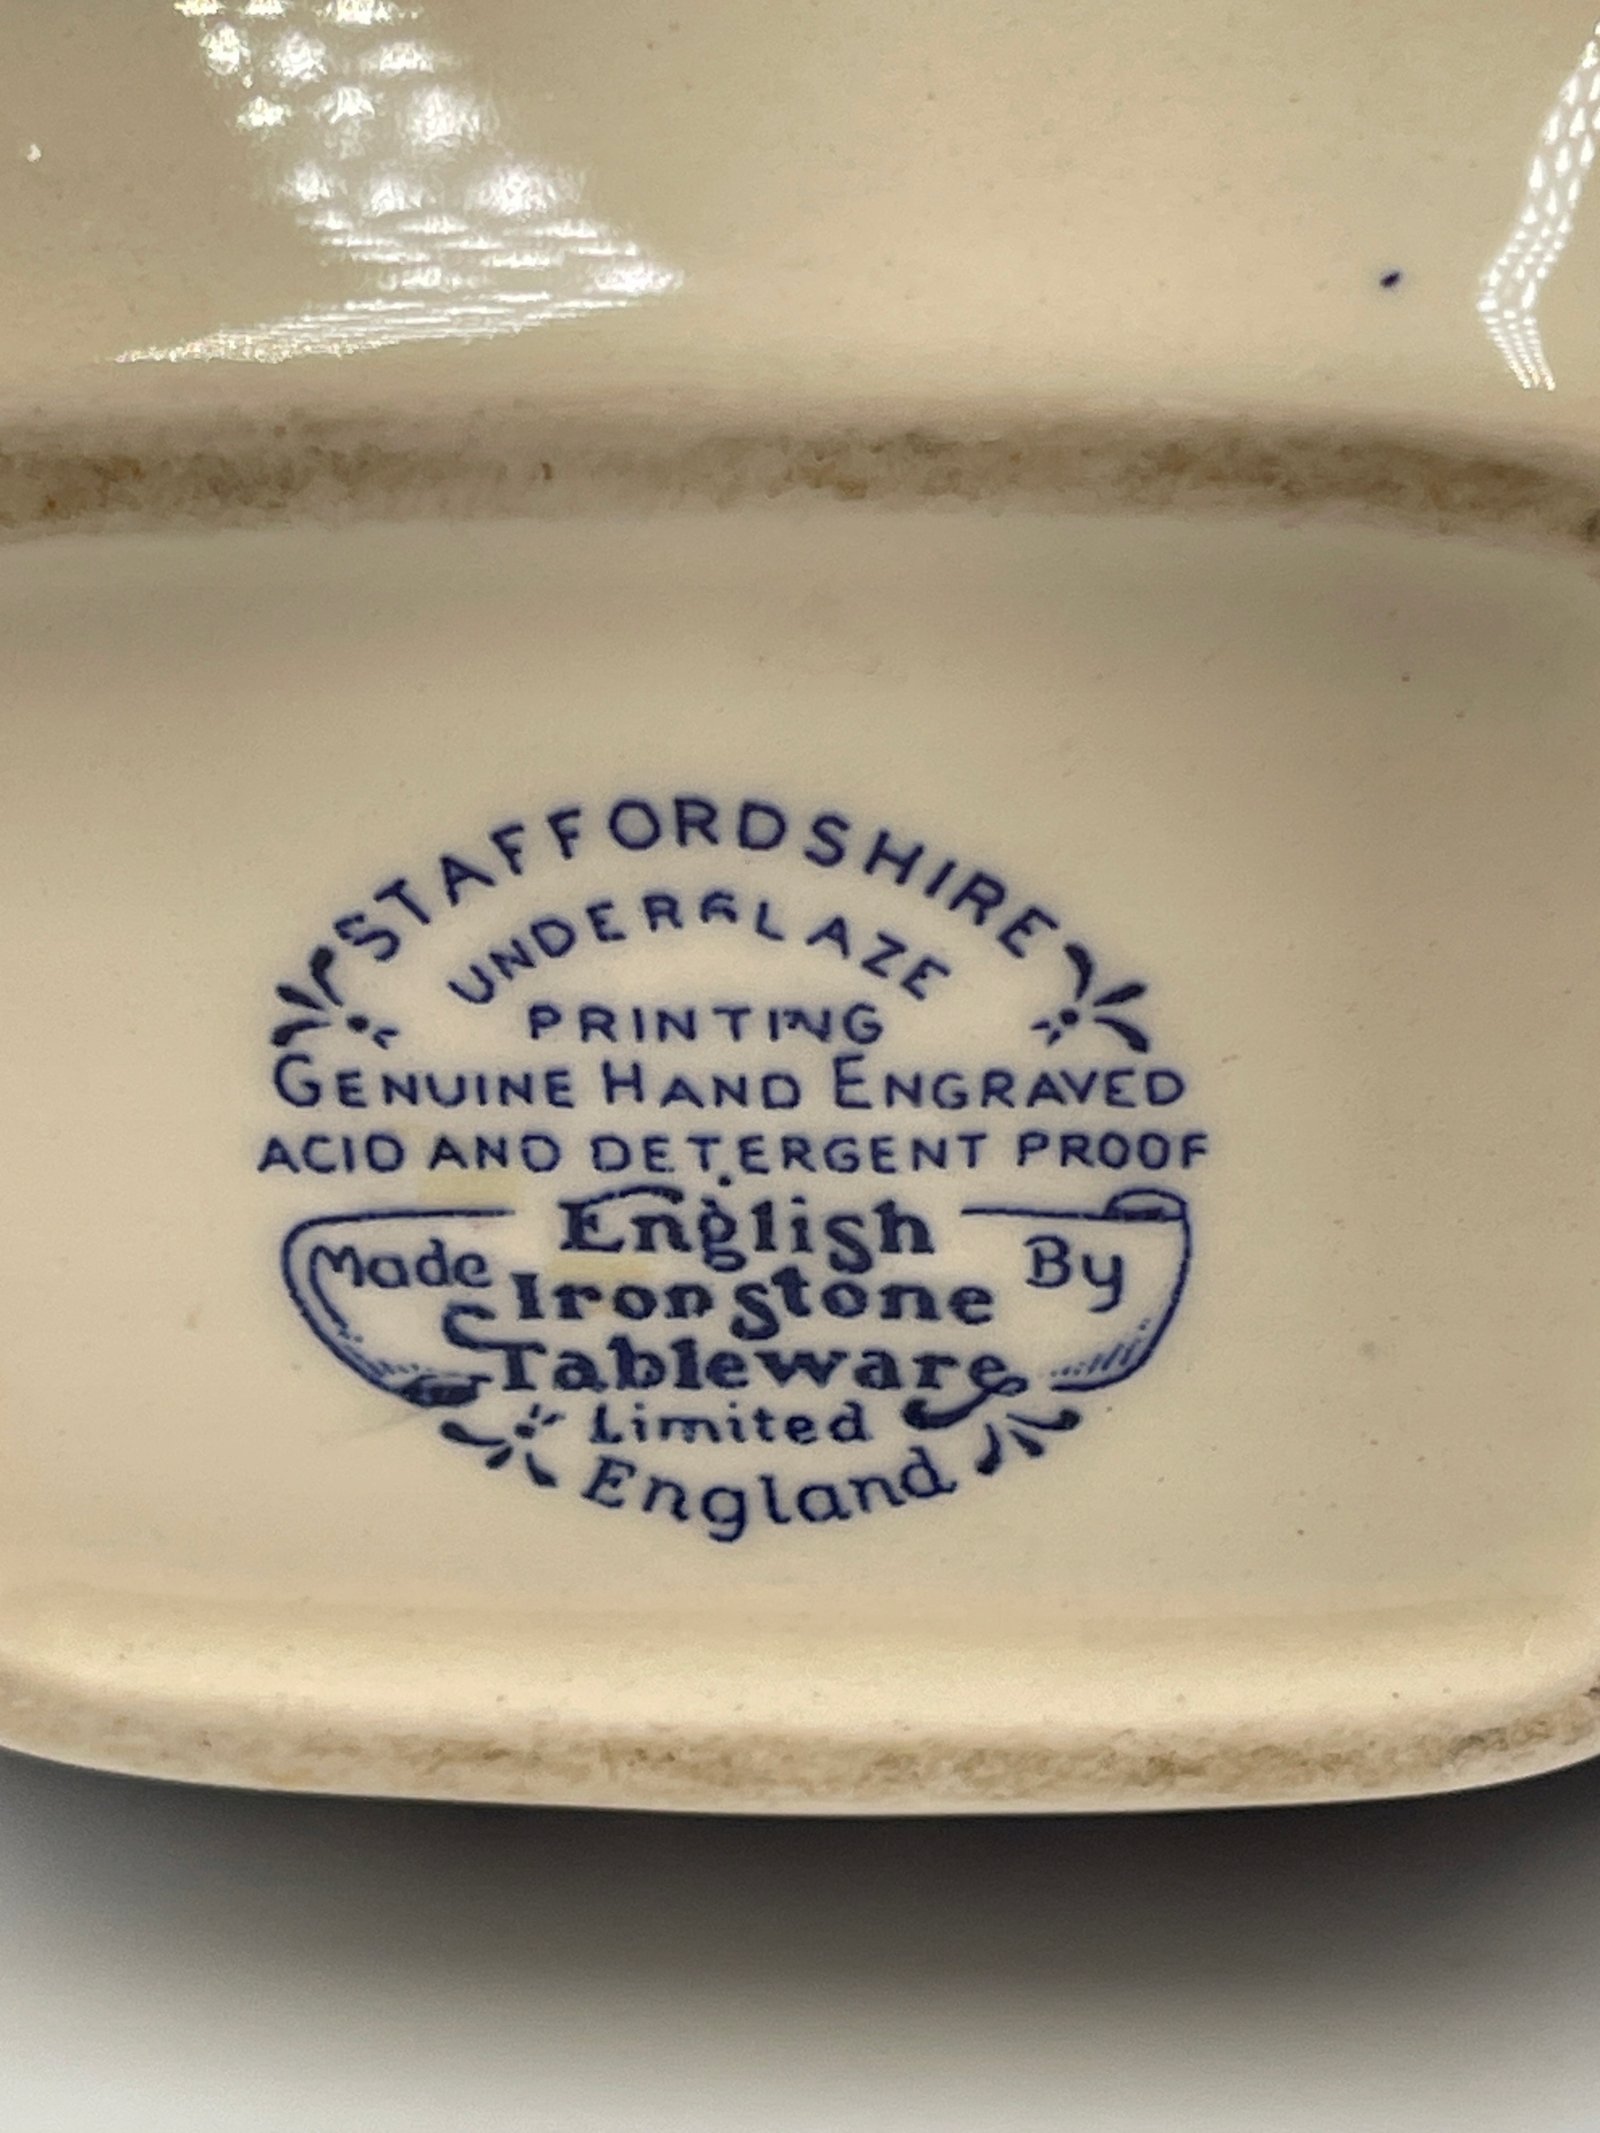 STAFFORDSHIRE
UNDERGLAZE
PRINTING
GENUINE HAND ENGRAVED
ACID AND DETERGENT PROOF
Made English By
Ironstone
Tableware
Limited
England